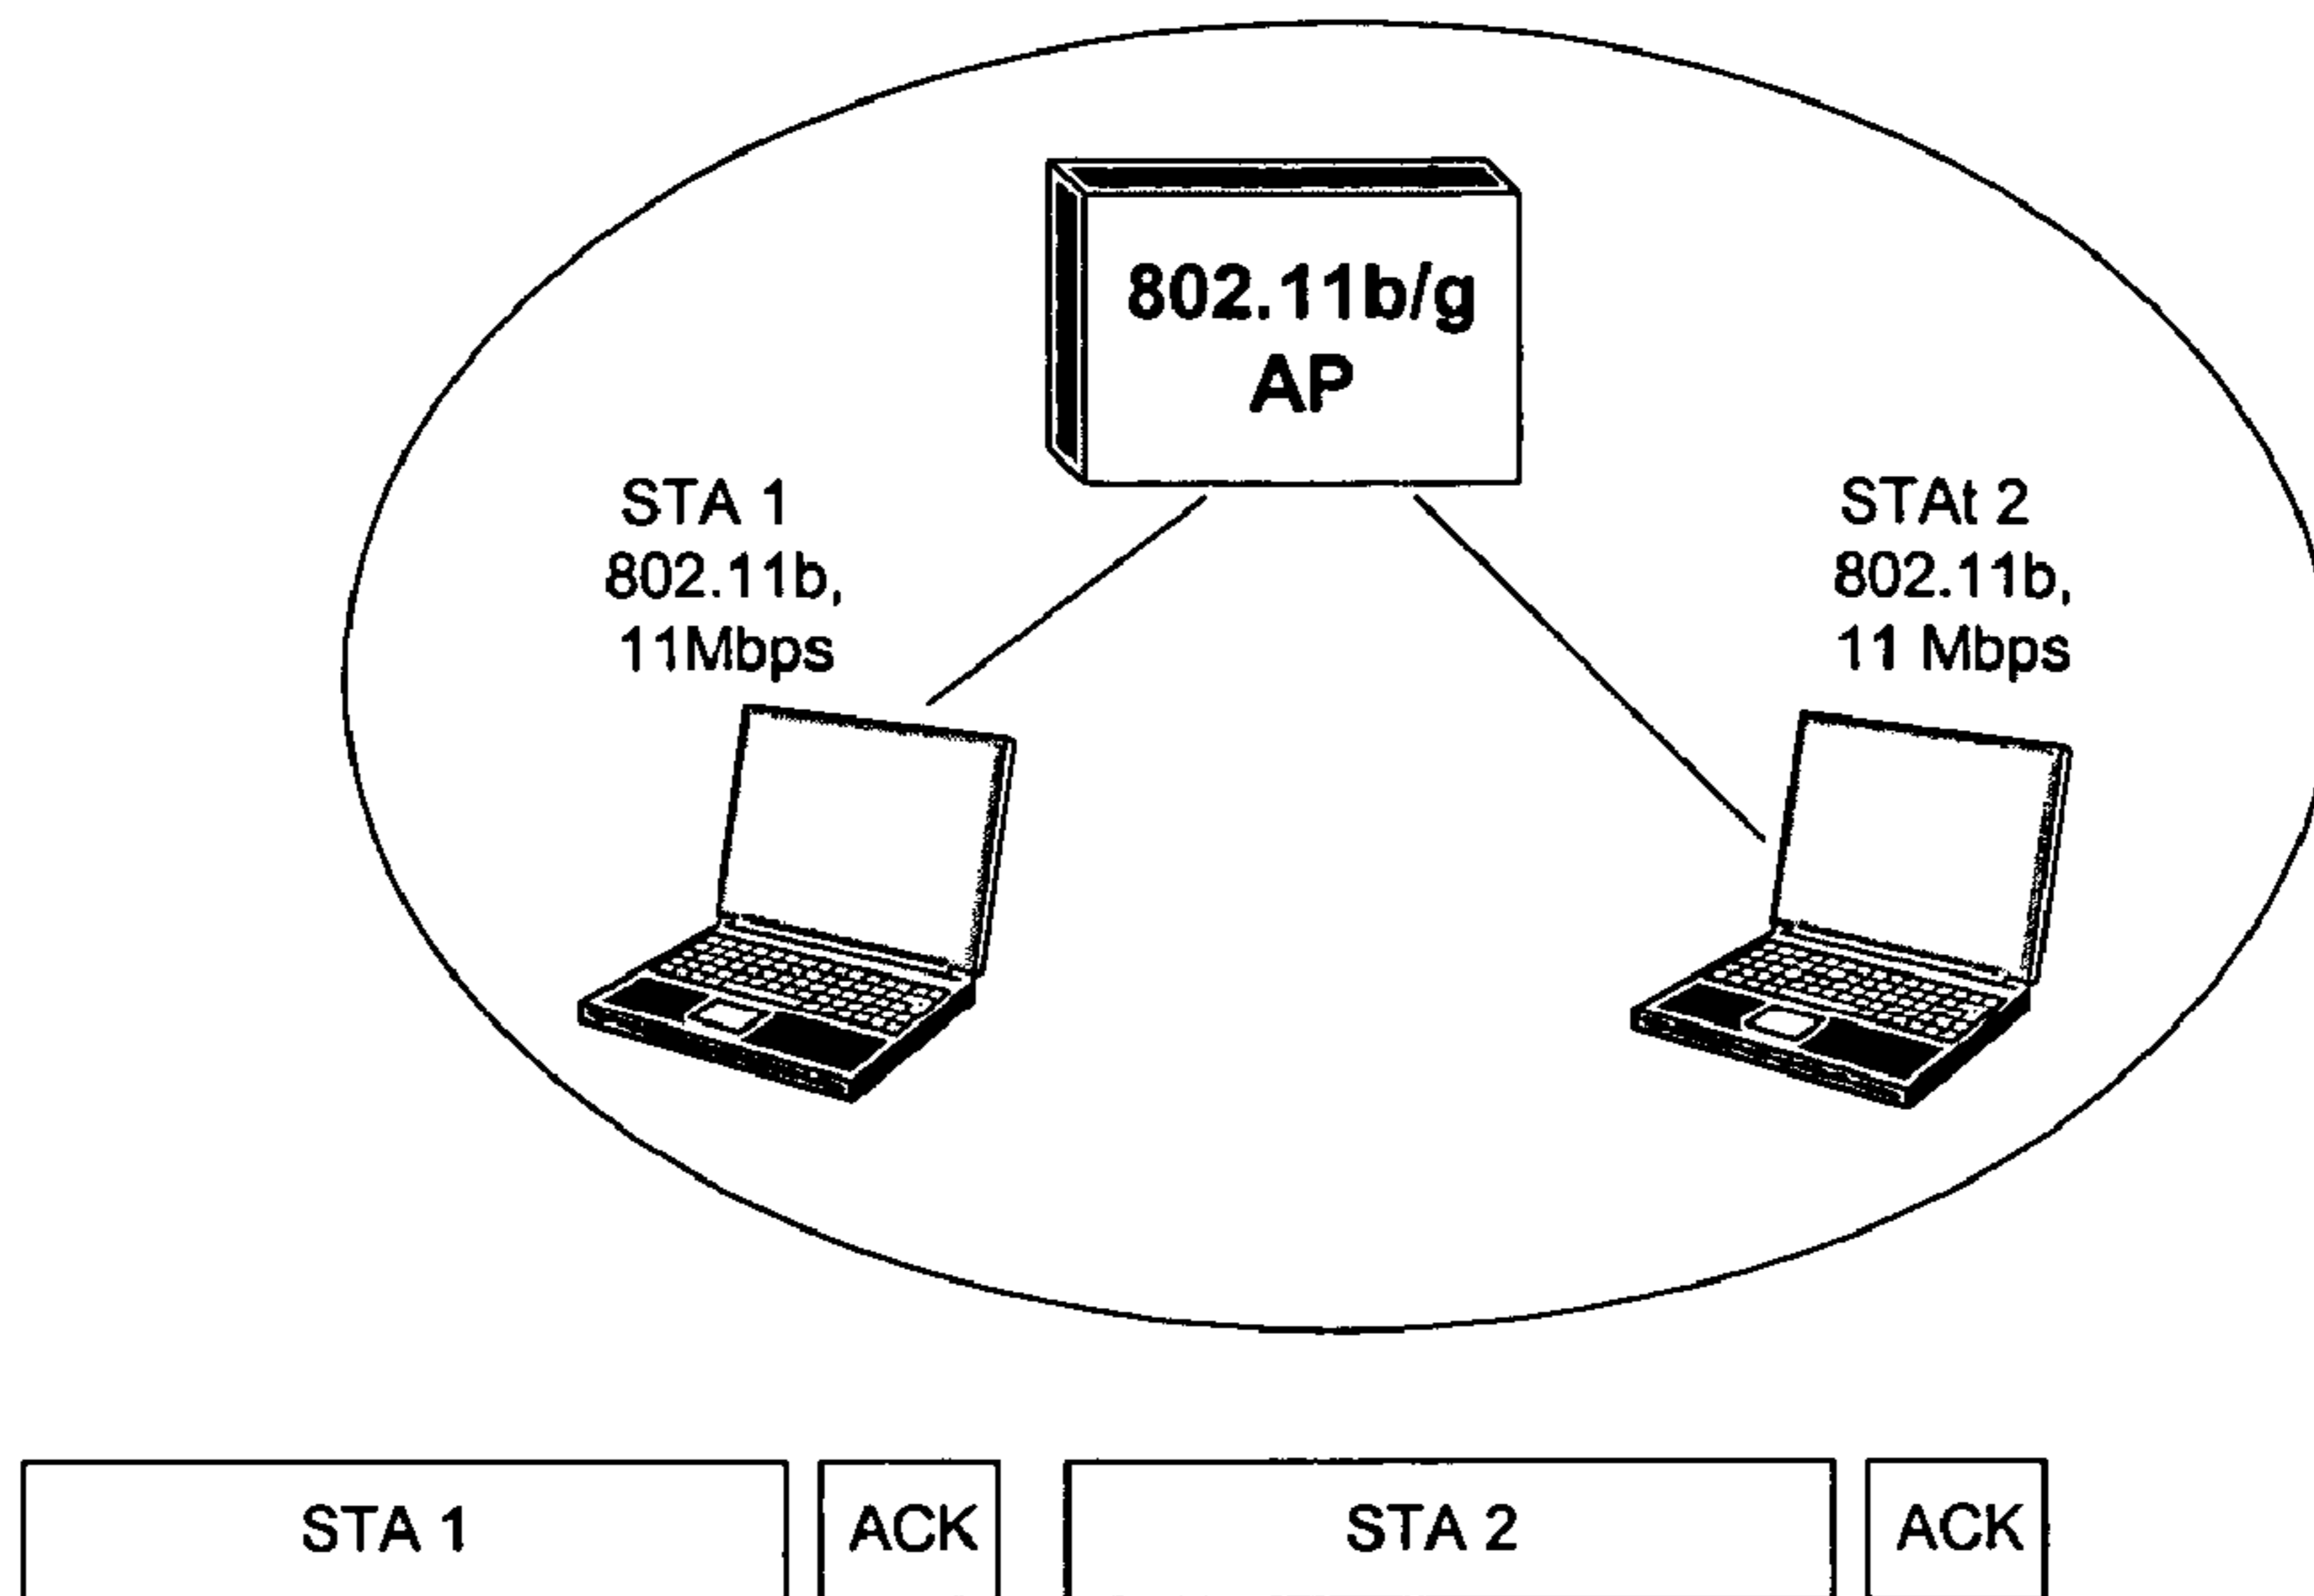 802.11b/g
AP
STA 1
802.11b,
11Mbps
STAt 2
802.11b,
11 Mbps
STA 1
ACK
STA 2
ACK